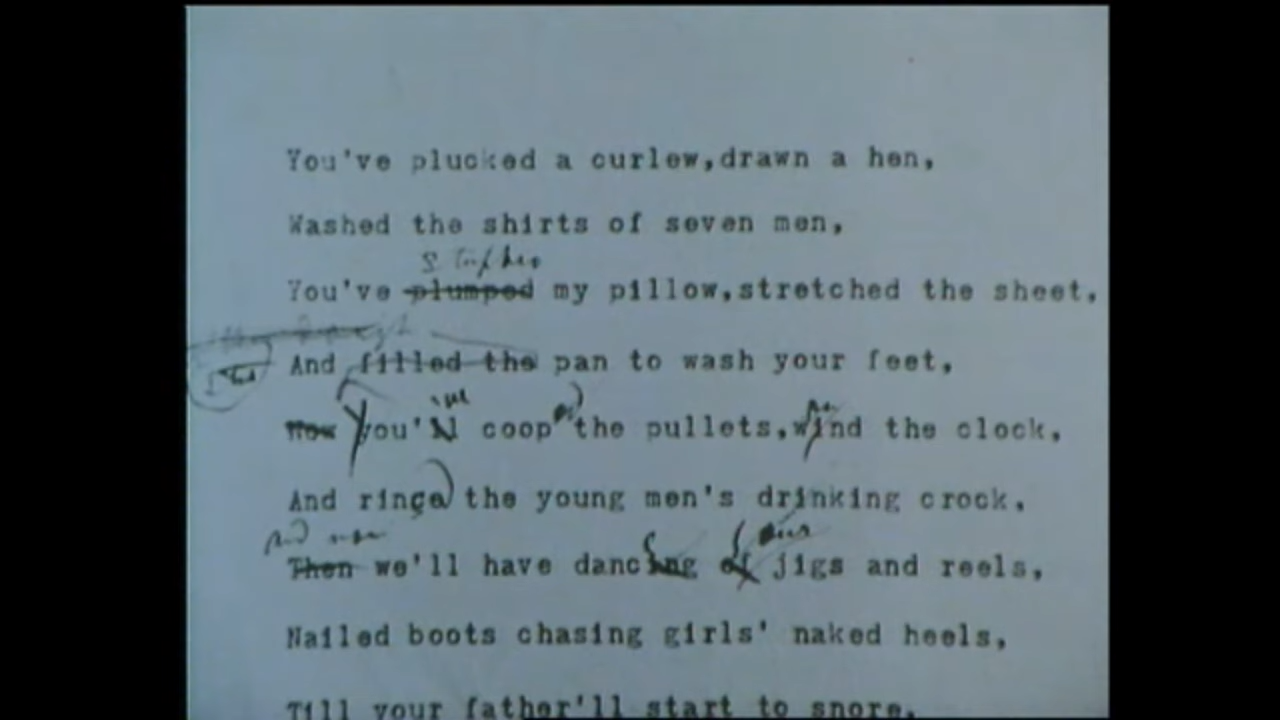 You've plucked a curlew,drawn a hen,
Washed the shirts of seven men,
You've plumped my pillow,stretched the sheet,
And filled the pan to wash your feet,
Now you'll coop the pullets,wind the clock,
And rince the young men's drinking crock,
and now
Then we'll have dancing of jigs and reels,
Nailed boots chasing girls' naked heels,
Till your father'll start to snore,